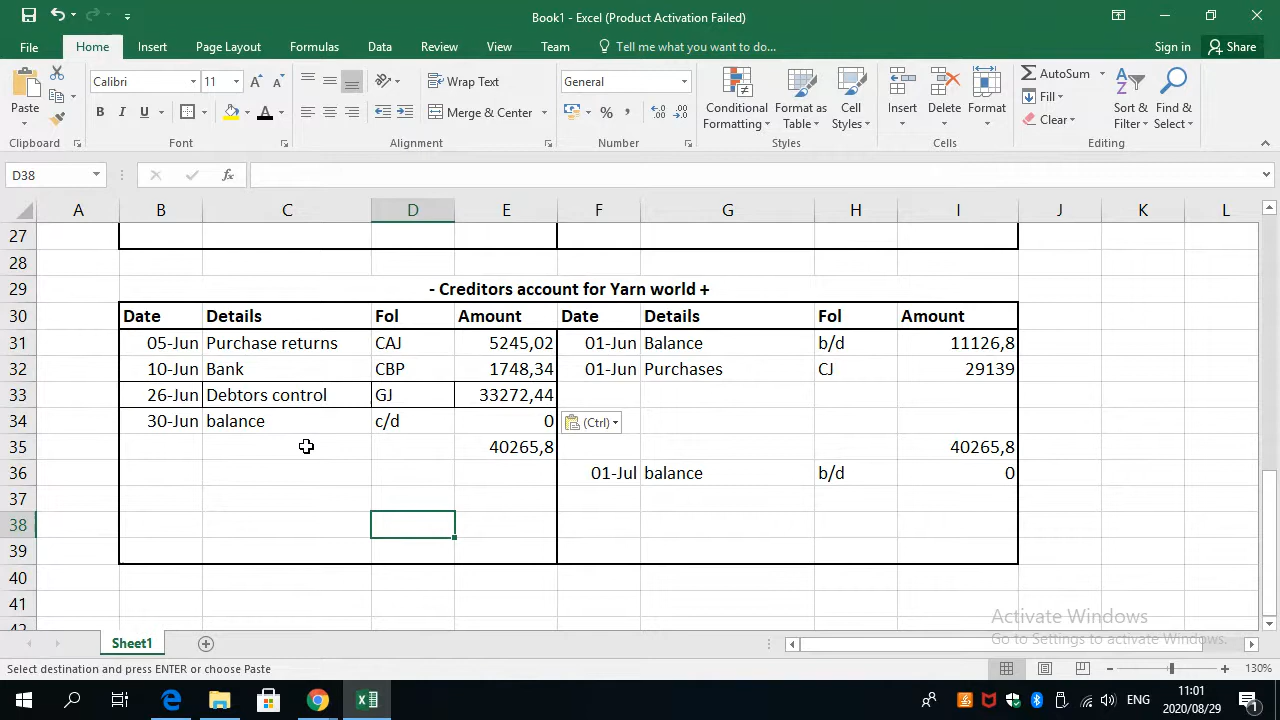 Book1 - Excel (Product Activation Failed)
File Home Insert Page Layout Formulas Data Review View Team Tell me what you want to do... Sign in Share
Paste
Clipboard
Calibri 11
B I U
Font
Wrap Text
Merge & Center
Alignment
General
% ,
Number
Conditional Formatting
Format as Table
Cell Styles
Styles
Insert Delete Format
Cells
AutoSum
Fill
Clear
Sort & Filter
Find & Select
Editing
D38 fx
A B C D E F G H I J K L
27
28
29 - Creditors account for Yarn world +
30 Date Details Fol Amount Date Details Fol Amount
31 05-Jun Purchase returns CAJ 5245,02 01-Jun Balance b/d 11126,8
32 10-Jun Bank CBP 1748,34 01-Jun Purchases CJ 29139
33 26-Jun Debtors control GJ 33272,44
34 30-Jun balance c/d 0 (Ctrl)
35 40265,8 40265,8
36 01-Jul balance b/d 0
37
38
39
40
41
42
Activate Windows
Go to Settings to activate Windows.
Sheet1
Select destination and press ENTER or choose Paste 130%
ENG 11:01
2020/08/29 1